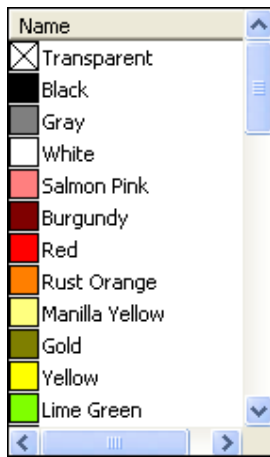 Name
Transparent
Black
Gray
White
Salmon Pink
Burgundy
Red
Rust Orange
Manilla Yellow
Gold
Yellow
Lime Green